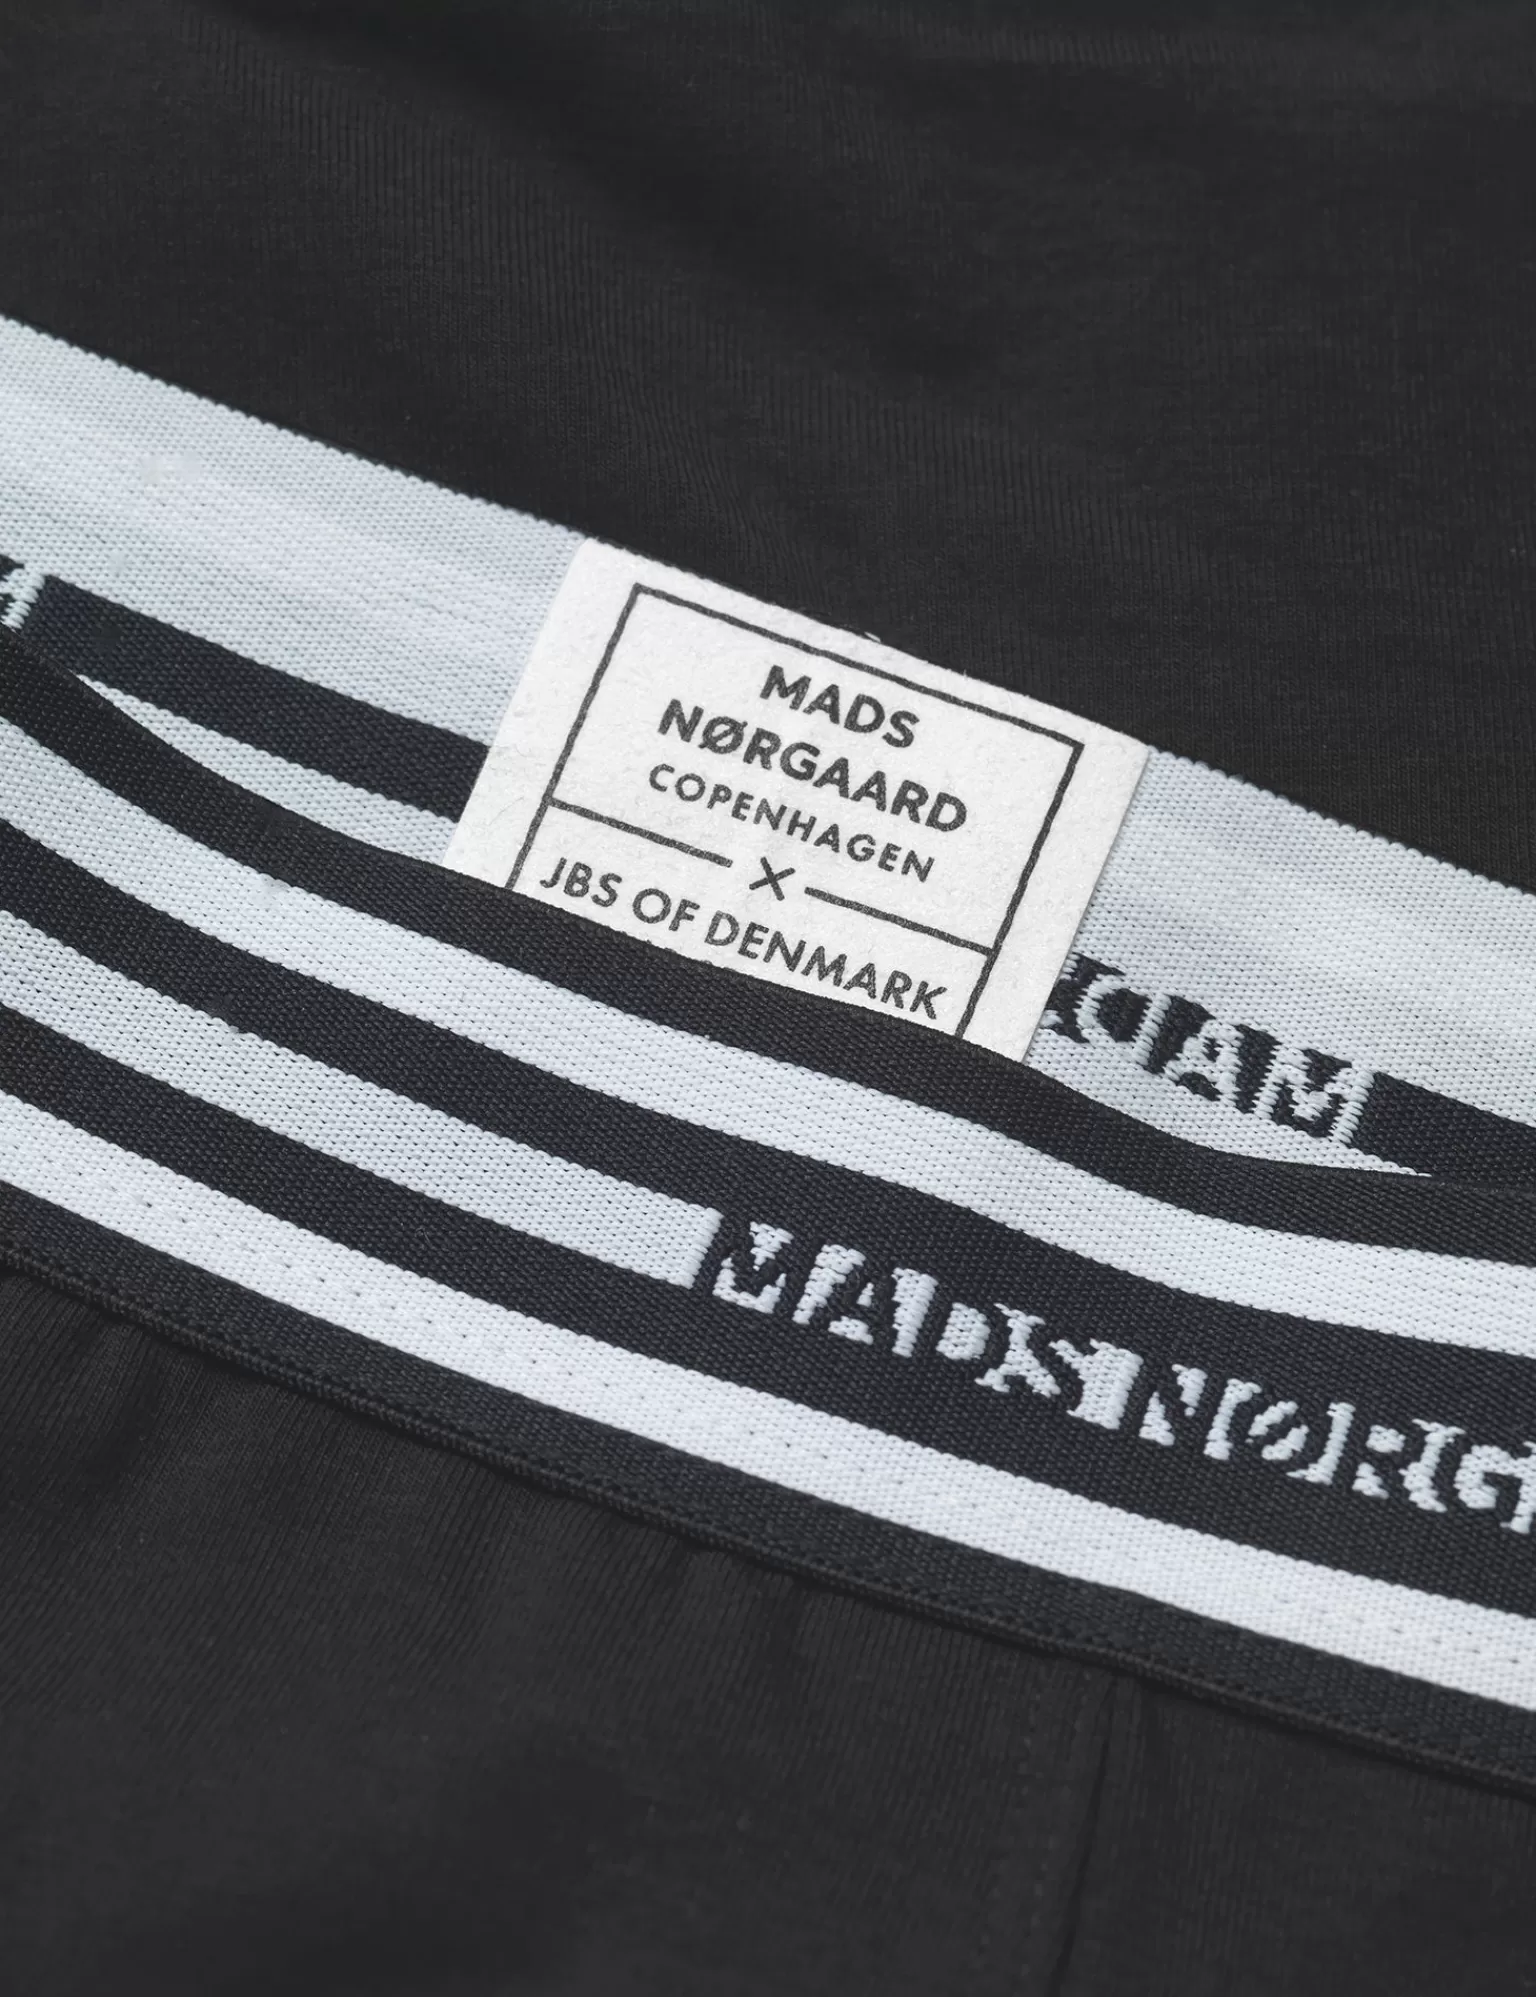 MADS
NØRGAARD
COPENHAGEN
X
JBS OF DENMARK
MADS NØRG